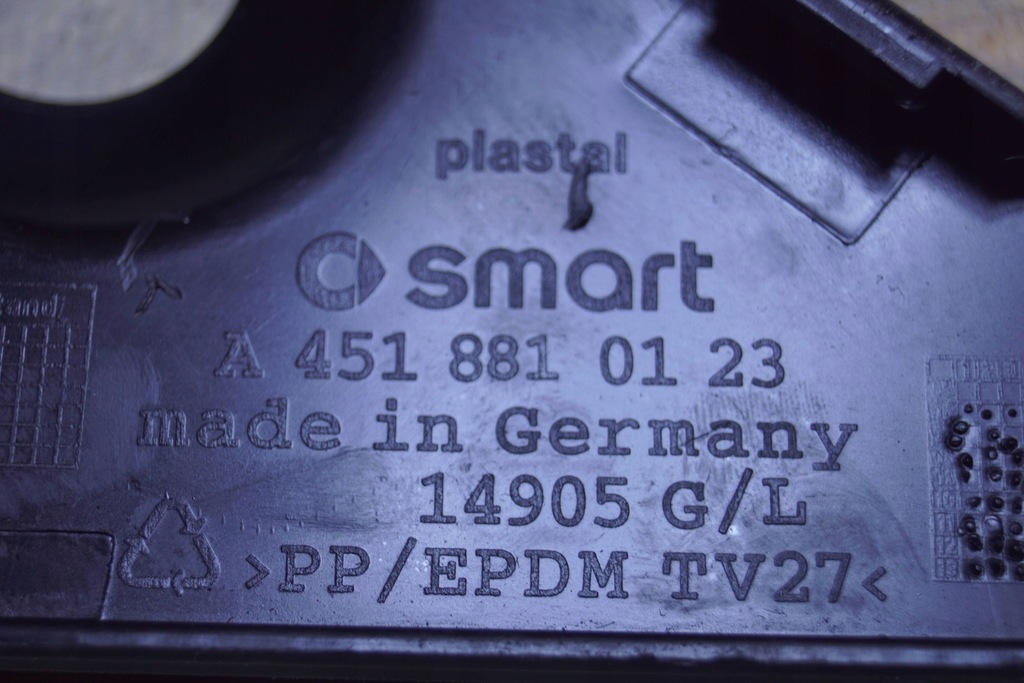 plastal
smart
A 451 881 01 23
made in Germany
14905 G/L
>PP/EPDM TV27<